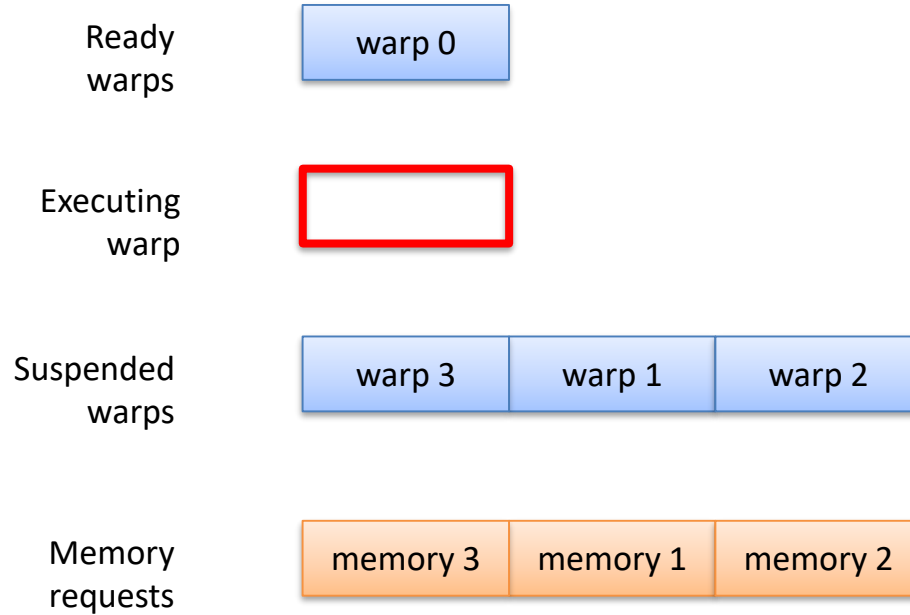 Ready
warps
warp 0
Executing
warp
Suspended
warps
warp 3
warp 1
warp 2
Memory
requests
memory 3
memory 1
memory 2